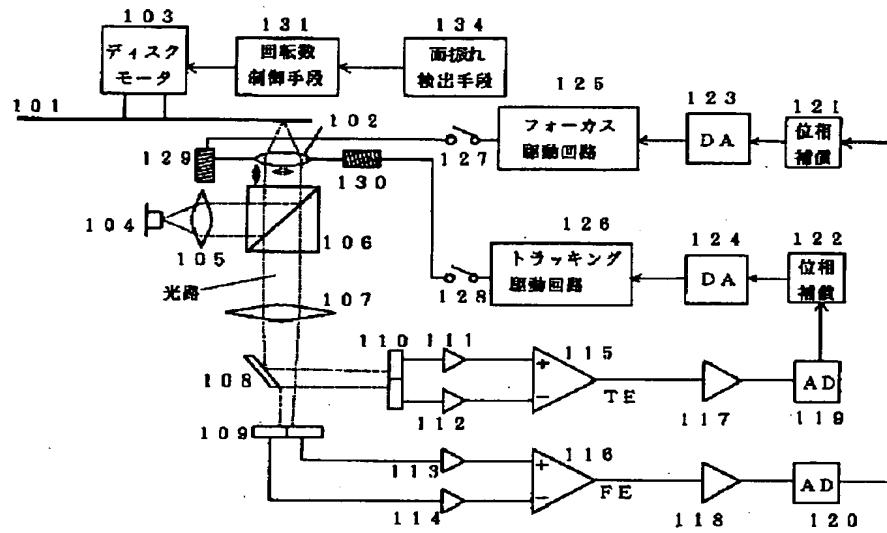 103
ディスク
モータ
131
回転数
制御手段
134
面振れ
検出手段
101
102
129
130
104
105
106
光路
107
108
109
125
フォーカス
駆動回路
127
123
DA
121
位相
補償
126
トラッキング
駆動回路
128
124
DA
122
位相
補償
110
111
112
115
+
−
TE
117
AD
119
113
114
116
+
−
FE
118
AD
120